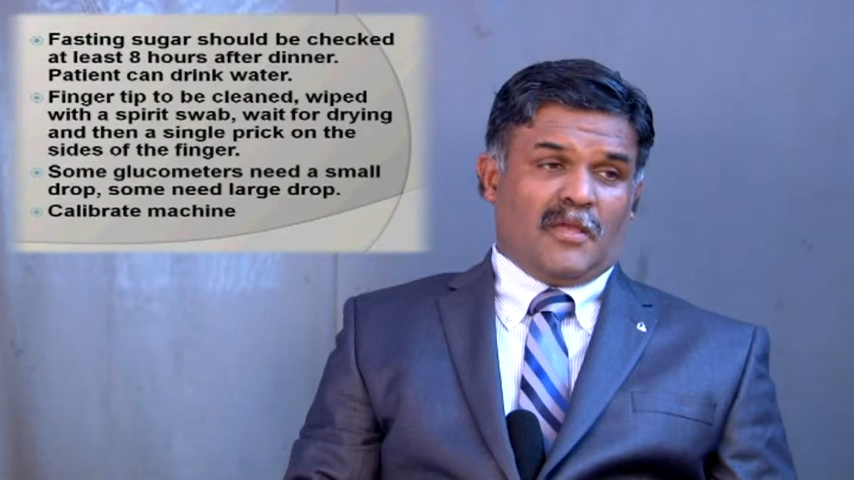 Fasting sugar should be checked
at least 8 hours after dinner.
Patient can drink water.
Finger tip to be cleaned, wiped
with a spirit swab, wait for drying
and then a single prick on the
sides of the finger.
Some glucometers need a small
drop, some need large drop.
Calibrate machine